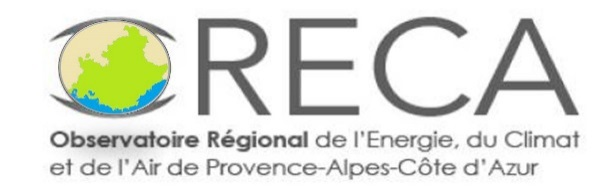 ORECA
Observatoire Régional de l'Energie, du Climat
et de l'Air de Provence-Alpes-Côte d'Azur